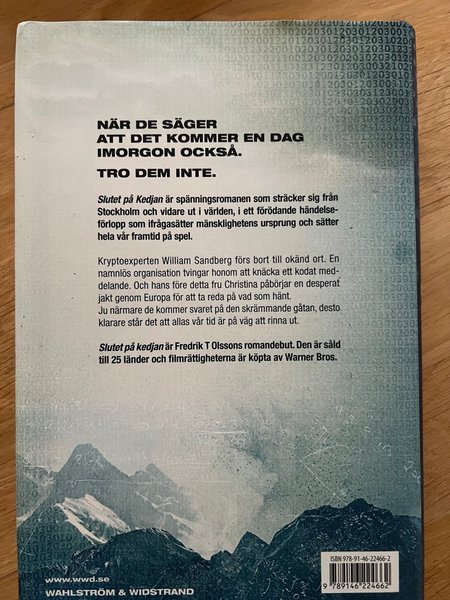 NÄR DE SÄGER
ATT DET KOMMER EN DAG
IMORGON OCKSÅ.
TRO DEM INTE.
Slutet på Kedjan är spänningsromanen som sträcker sig från
Stockholm och vidare ut i världen, i ett förödande händelse-
förlopp som ifrågasätter mänsklighetens ursprung och sätter
hela vår framtid på spel.
Kryptoexperten William Sandberg förs bort till okänd ort. En
namnlös organisation tvingar honom att knäcka ett kodat med-
delande. Och hans före detta fru Christina påbörjar en desperat
jakt genom Europa för att ta reda på vad som hänt.
Ju närmare de kommer svaret på den skrämmande gåtan, desto
klarare står det att allas vår tid är på väg att rinna ut.
Slutet på kedjan är Fredrik T Olssons romandebut. Den är såld
till 25 länder och filmrättigheterna är köpta av Warner Bros.
www.wwd.se
WAHLSTRÖM & WIDSTRAND
ISBN 978-91-46-22466-2
9 789146 224662